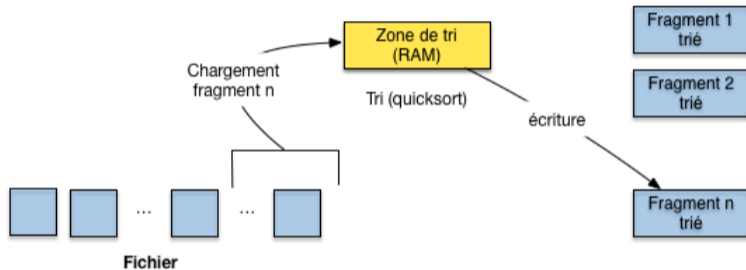 Fragment 1
trié
Zone de tri
(RAM)
Chargement
fragment n
Fragment 2
trié
Tri (quicksort)
écriture
Fragment n
trié
...
...
Fichier